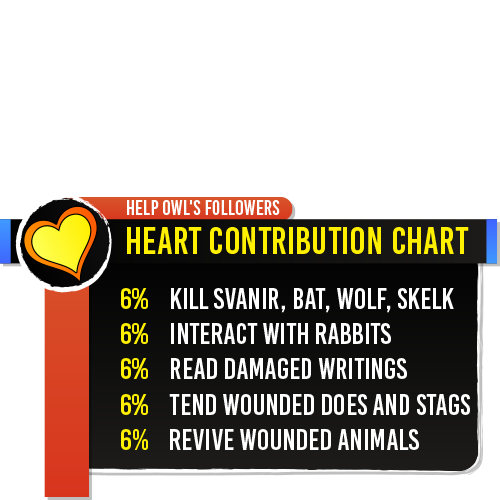 HELP OWL'S FOLLOWERS
HEART CONTRIBUTION CHART
6% KILL SVANIR, BAT, WOLF, SKELK
6% INTERACT WITH RABBITS
6% READ DAMAGED WRITINGS
6% TEND WOUNDED DOES AND STAGS
6% REVIVE WOUNDED ANIMALS